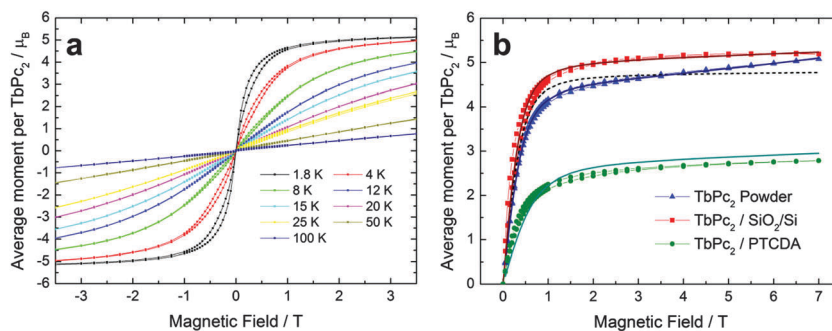 a
Average moment per TbPc₂ / μ_B
6
5
4
3
2
1
0
-1
-2
-3
-4
-5
-6
1.8 K
4 K
8 K
12 K
15 K
20 K
25 K
50 K
100 K
-3
-2
-1
0
1
2
3
Magnetic Field / T
b
Average moment per TbPc₂ / μ_B
6
5
4
3
2
1
0
TbPc₂ Powder
TbPc₂ / SiO₂/Si
TbPc₂ / PTCDA
0
1
2
3
4
5
6
7
Magnetic Field / T